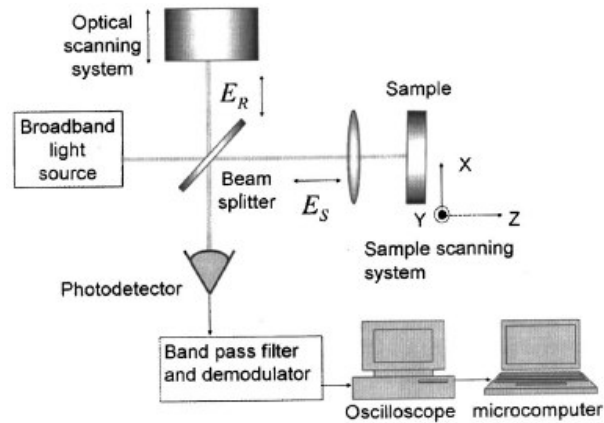 Optical
scanning
system
E_R
Sample
Broadband
light
source
Beam
splitter
E_S
X
Y
Z
Sample scanning
system
Photodetector
Band pass filter
and demodulator
Oscilloscope
microcomputer